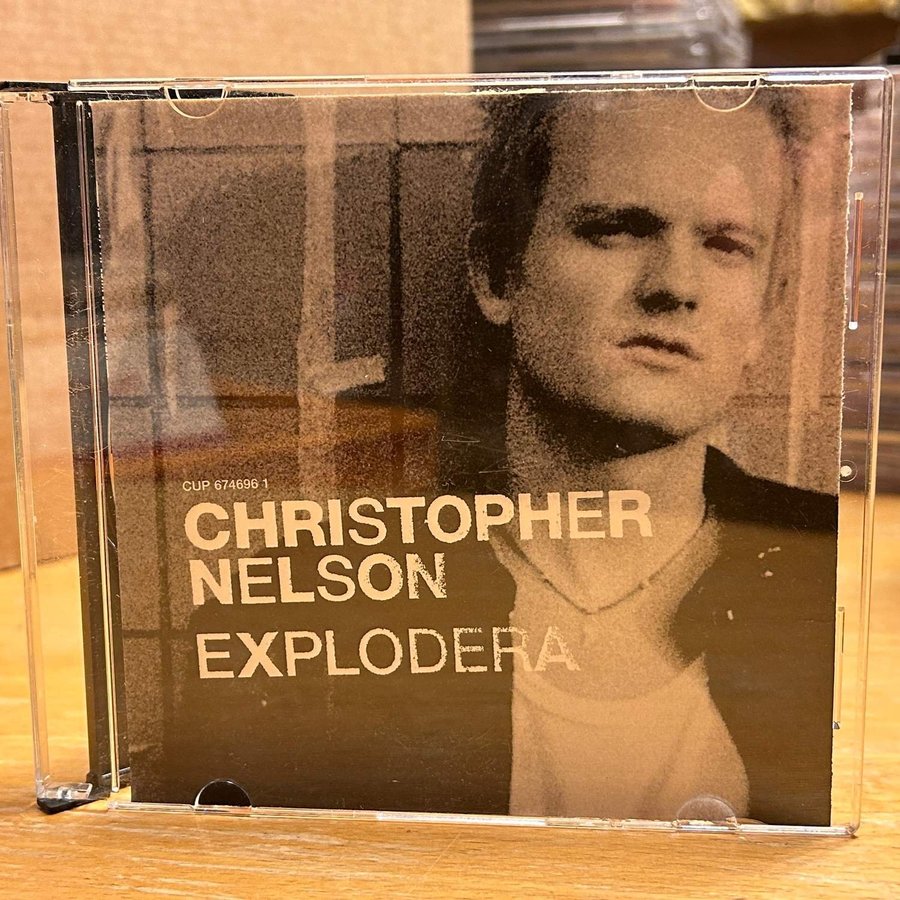 CUP 674696 1
CHRISTOPHER
NELSON
EXPLODERA